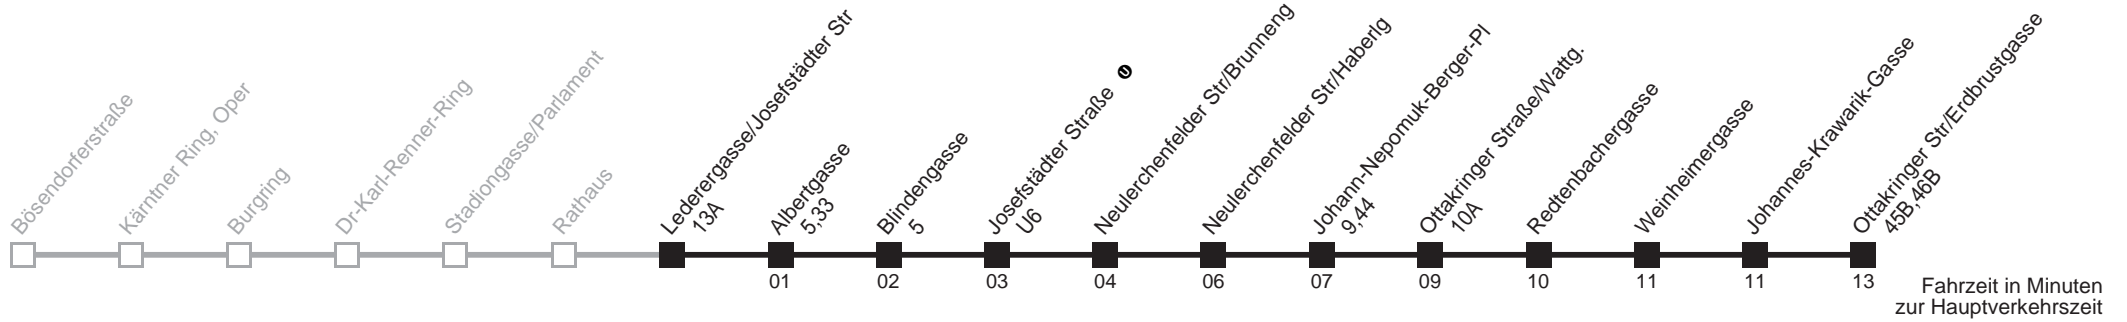 Bösendorferstraße
Kärntner Ring, Oper
Burgring
Dr-Karl-Renner-Ring
Stadiongasse/Parlament
Rathaus
Lederergasse/Josefstädter Str
13A
Albertgasse
5,33
Blindengasse
5
Josefstädter Straße U
U6
Neulerchenfelder Str/Brunneng
Neulerchenfelder Str/Haberlg
Johann-Nepomuk-Berger-Pl
9,44
Ottakringer Straße/Wattg.
10A
Redtenbachergasse
Weinheimergasse
Johannes-Krawarik-Gasse
Ottakringer Str/Erdbrustgasse
45B,46B
01 02 03 04 06 07 09 10 11 11 13
Fahrzeit in Minuten
zur Hauptverkehrszeit